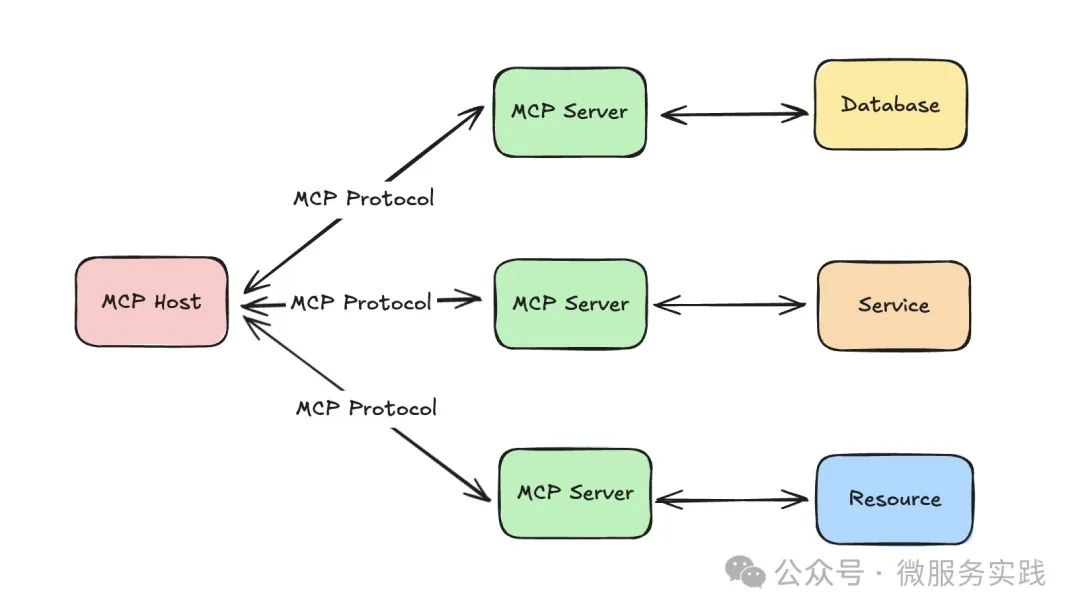 MCP Server
Database
MCP Protocol
MCP Host
MCP Protocol
MCP Server
Service
MCP Protocol
MCP Server
Resource
公众号 · 微服务实践